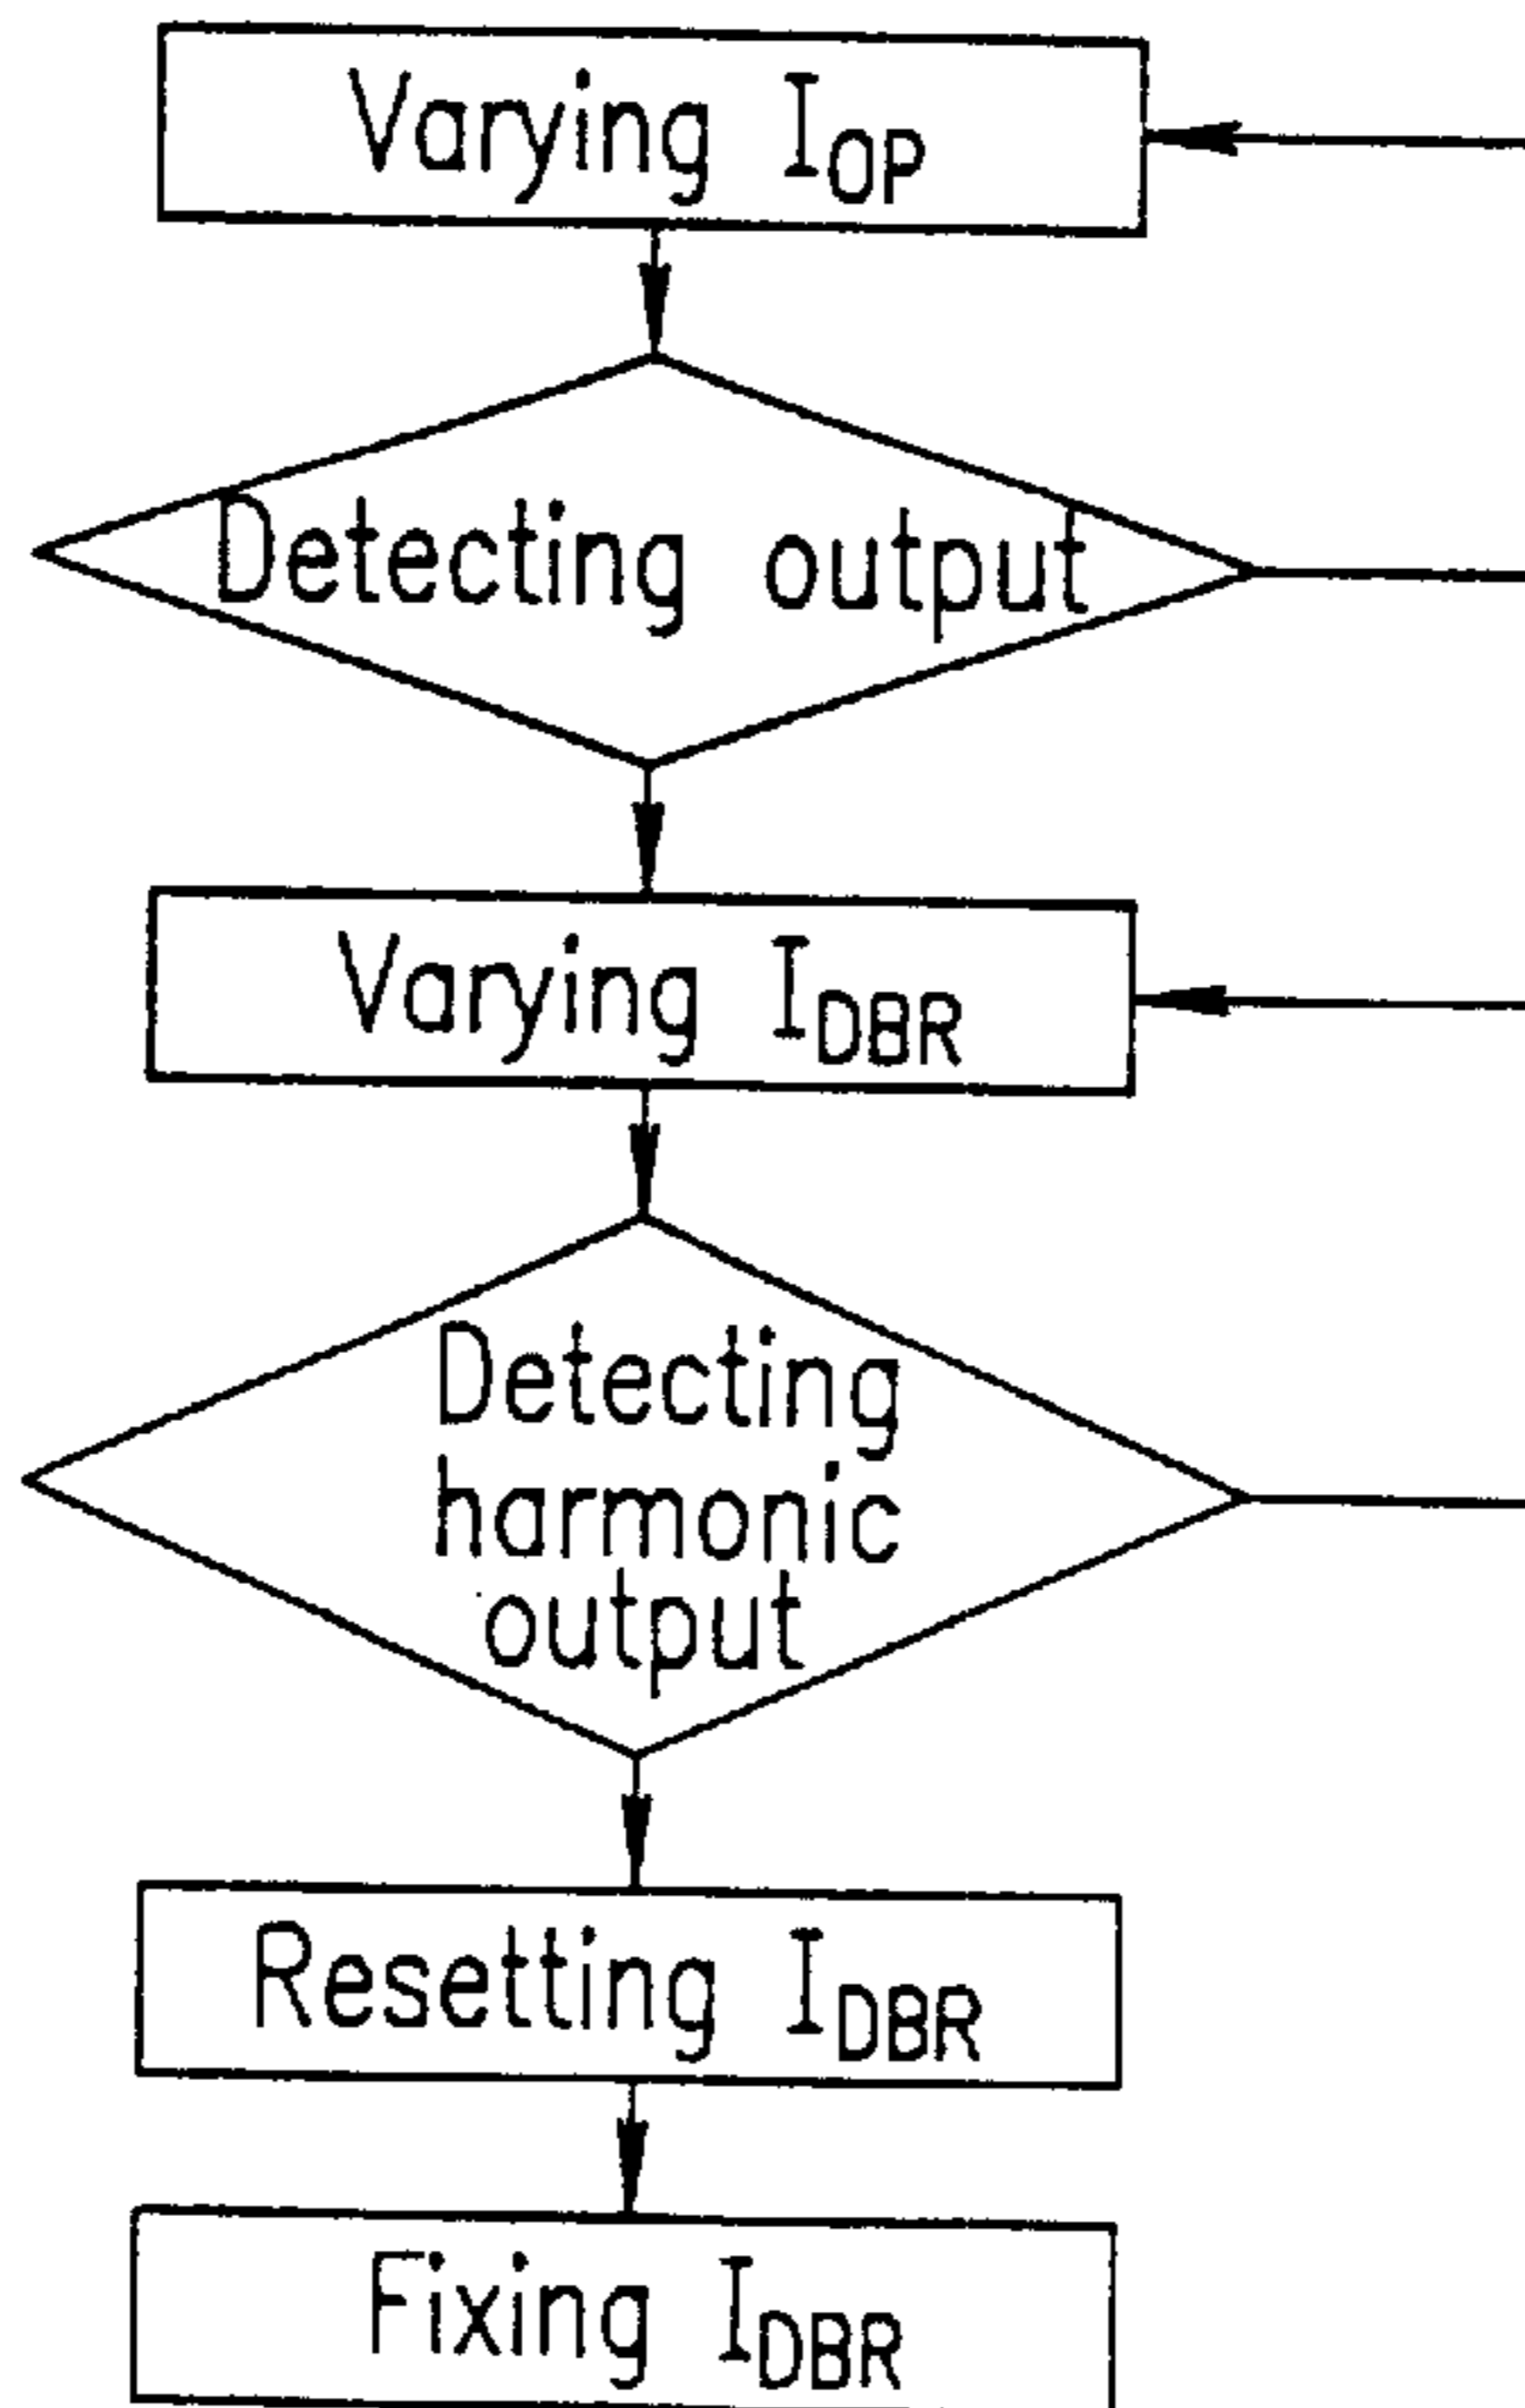 Varying I_OP
Detecting output
Varying I_DBR
Detecting
harmonic
output
Resetting I_DBR
Fixing I_DBR